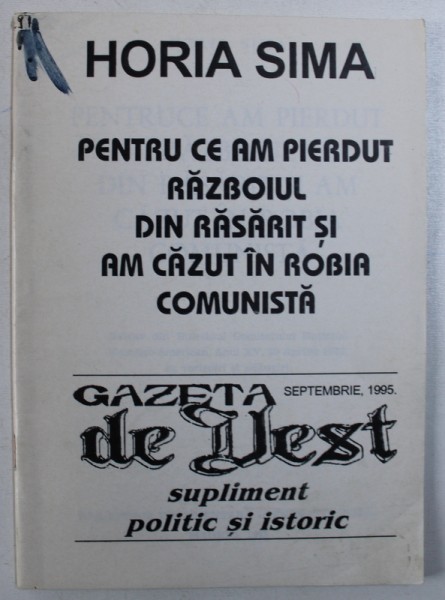 HORIA SIMA
PENTRU CE AM PIERDUT
RĂZBOIUL
DIN RĂSĂRIT ȘI
AM CĂZUT ÎN ROBIA
COMUNISTĂ
GAZETA SEPTEMBRIE, 1995.
de Vest
supliment
politic și istoric